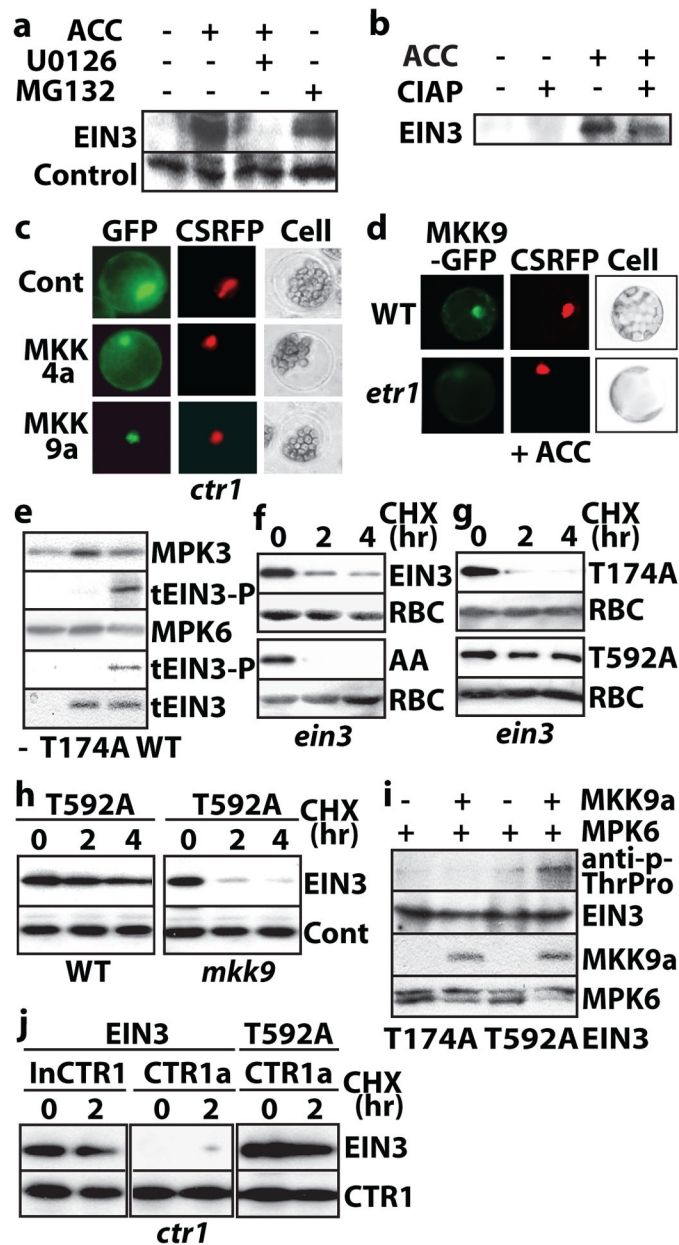 a
ACC - + + -
U0126 - - + -
MG132 - - - +
EIN3
Control
b
ACC - - + +
CIAP - + - +
EIN3
c
GFP CSRFP Cell
Cont
MKK
4a
MKK
9a
ctr1
d
MKK9
-GFP CSRFP Cell
WT
etr1
+ ACC
e
MPK3
tEIN3-P
MPK6
tEIN3-P
tEIN3
- T174A WT
f
CHX
0 2 4 (hr)
EIN3
RBC
AA
RBC
ein3
g
CHX
0 2 4 (hr)
T174A
RBC
T592A
RBC
ein3
h
T592A T592A CHX
0 2 4 0 2 4 (hr)
EIN3
Cont
WT mkk9
i
- + - + MKK9a
+ + + + MPK6
anti-p-
ThrPro
EIN3
MKK9a
MPK6
T174A T592A EIN3
j
EIN3 T592A
InCTR1 CTR1a CTR1a CHX
0 2 0 2 0 2 (hr)
EIN3
CTR1
ctr1